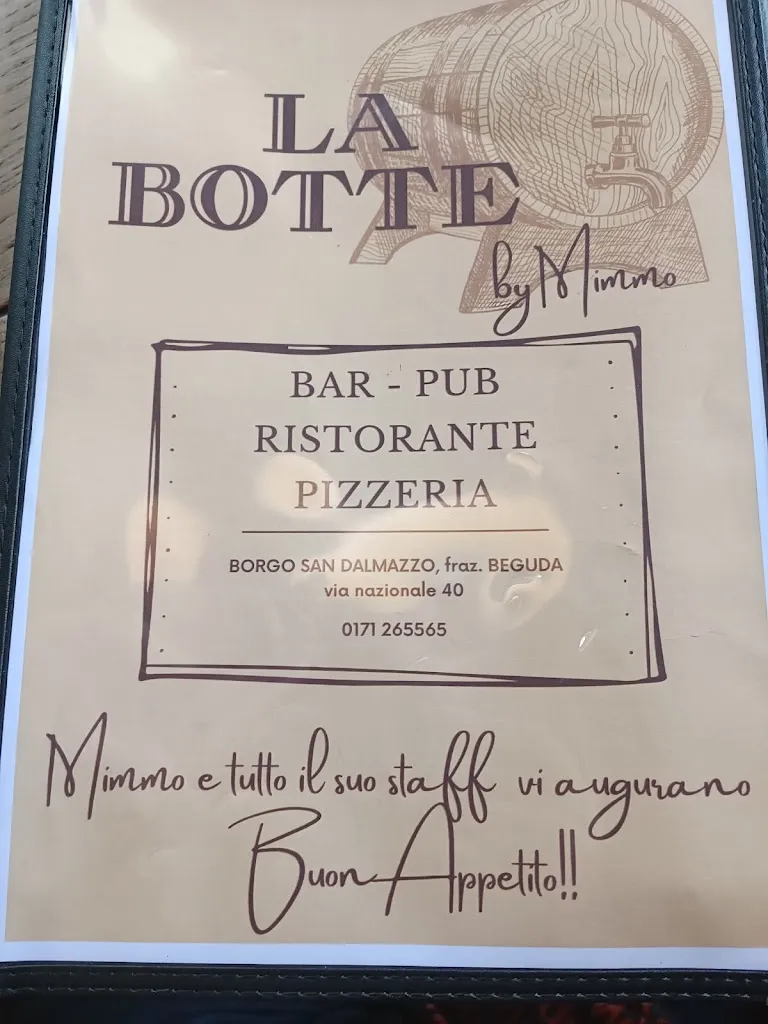 LA
BOTTE
by Mimmo
BAR - PUB
RISTORANTE
PIZZERIA
BORGO SAN DALMAZZO, fraz. BEGUDA
via nazionale 40
0171 265565
Mimmo e tutto il suo staff vi augurano
Buon Appetito!!